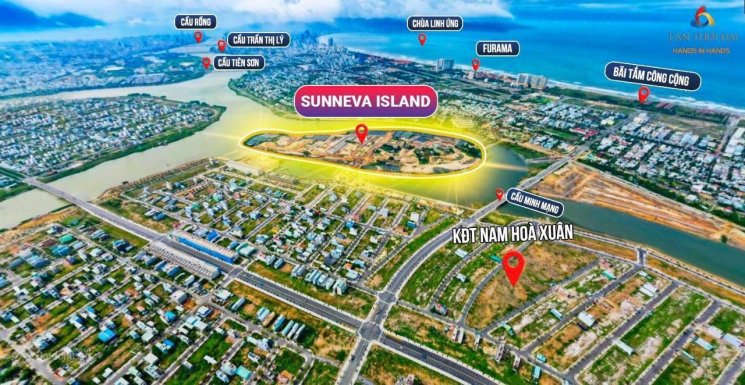 CẦU RỒNG
CẦU TRẦN THỊ LÝ
CẦU TIÊN SƠN
CHÙA LINH ỨNG
FURAMA
HANDS IN HANDS
BÃI TẮM CÔNG CỘNG
SUNNEVA ISLAND
CẦU MINH MẠNG
KĐT NAM HOÀ XUÂN